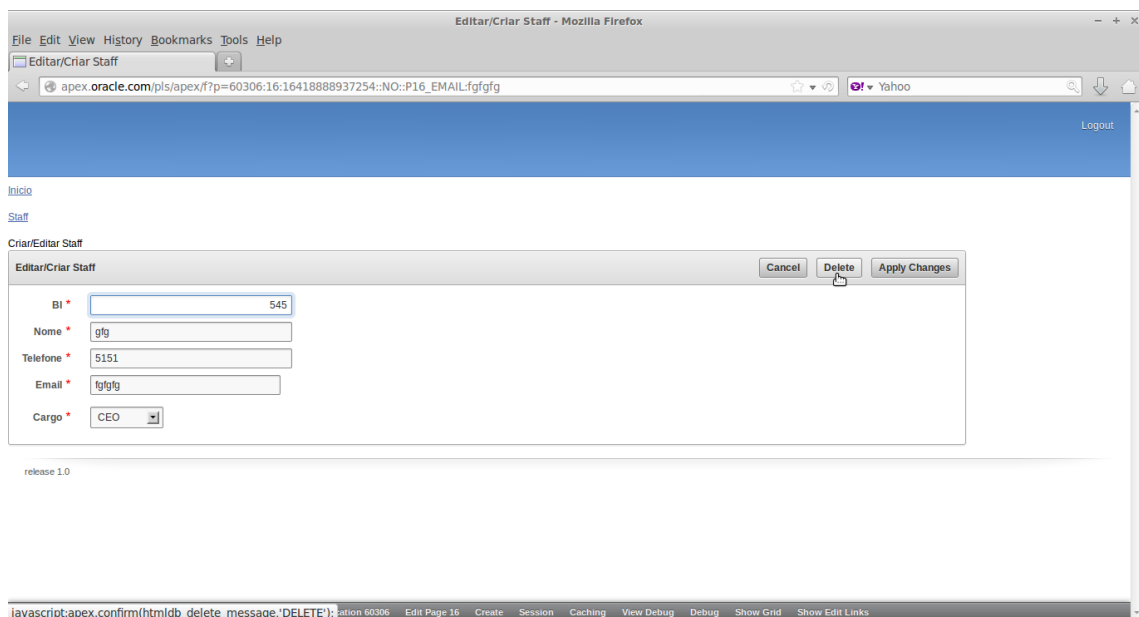 Editar/Criar Staff - Mozilla Firefox
File Edit View History Bookmarks Tools Help
Editar/Criar Staff
apex.oracle.com/pls/apex/f?p=60306:16:16418888937254::NO::P16_EMAIL:fgfgfg Yahoo
Logout
Inicio
Staff
Criar/Editar Staff
Editar/Criar Staff Cancel Delete Apply Changes
BI * 545
Nome * gfg
Telefone * 5151
Email * fgfgfg
Cargo * CEO
release 1.0
javascript:apex.confirm(htmldb_delete_message,'DELETE'); 60306 Edit Page 16 Create Session Caching View Debug Debug Show Grid Show Edit Links